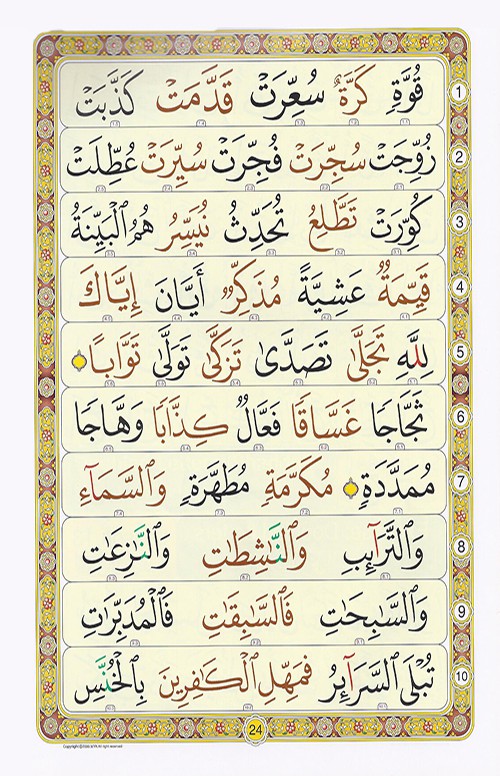 قُوَّةٍ كَرَّةٌ سُعِّرَتْ قَدَّمَتْ كَذَّبَتْ 1
زُوِّجَتْ سُجِّرَتْ فُجِّرَتْ سُيِّرَتْ عُطِّلَتْ 2
كُوِّرَتْ تَطَّلِعُ تُحَدِّثُ نُيَسِّرُ هُمُ الْبَيِّنَةُ 3
قَيِّمَةٌ عَشِيَّةً مُذَكِّرٌ أَيَّانَ إِيَّاكَ 4
لِلَّهِ تَجَلَّىٰ تَصَدَّىٰ تَزَكَّىٰ تَوَلَّىٰ تَوَّابًا 5
ثَجَّاجًا غَسَّاقًا فَعَّالٌ كِذَّابًا وَهَّاجًا 6
مُمَدَّدَةٍ مُكَرَّمَةٍ مُطَهَّرَةٍ وَالسَّمَآءِ 7
وَالتَّرَآئِبِ وَالنَّٰشِطَٰتِ وَالنَّٰزِعَٰتِ 8
وَالسَّٰبِحَٰتِ فَالسَّٰبِقَٰتِ فَالْمُدَبِّرَٰتِ 9
تُبْلَى السَّرَآئِرُ فَمَهِّلِ الْكَٰفِرِينَ بِالْخُنَّسِ 10
24